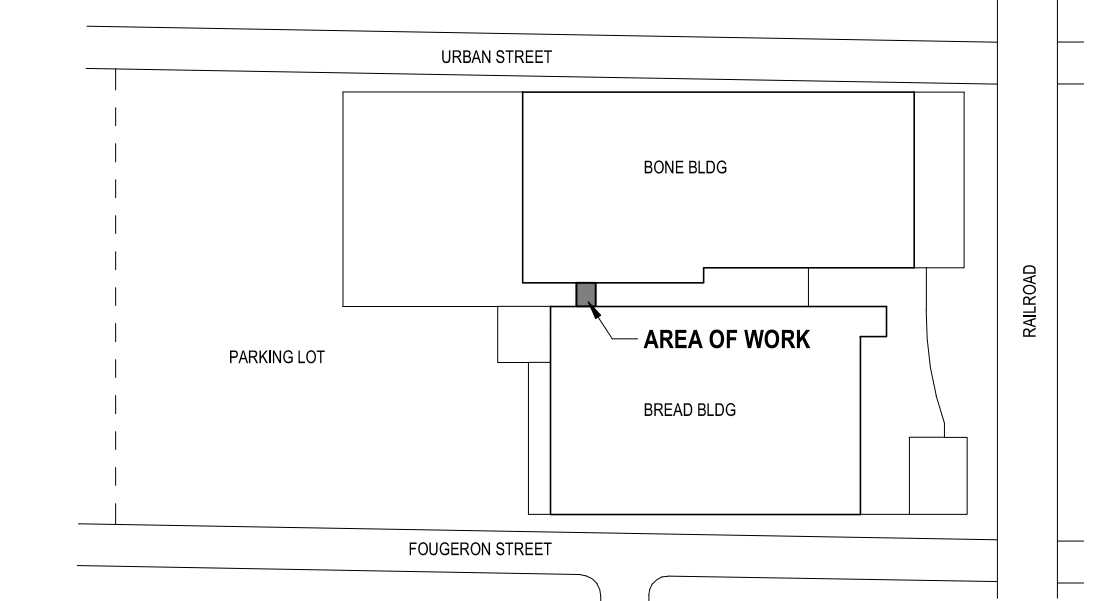 URBAN STREET
BONE BLDG
RAILROAD
AREA OF WORK
PARKING LOT
BREAD BLDG
FOUGERON STREET